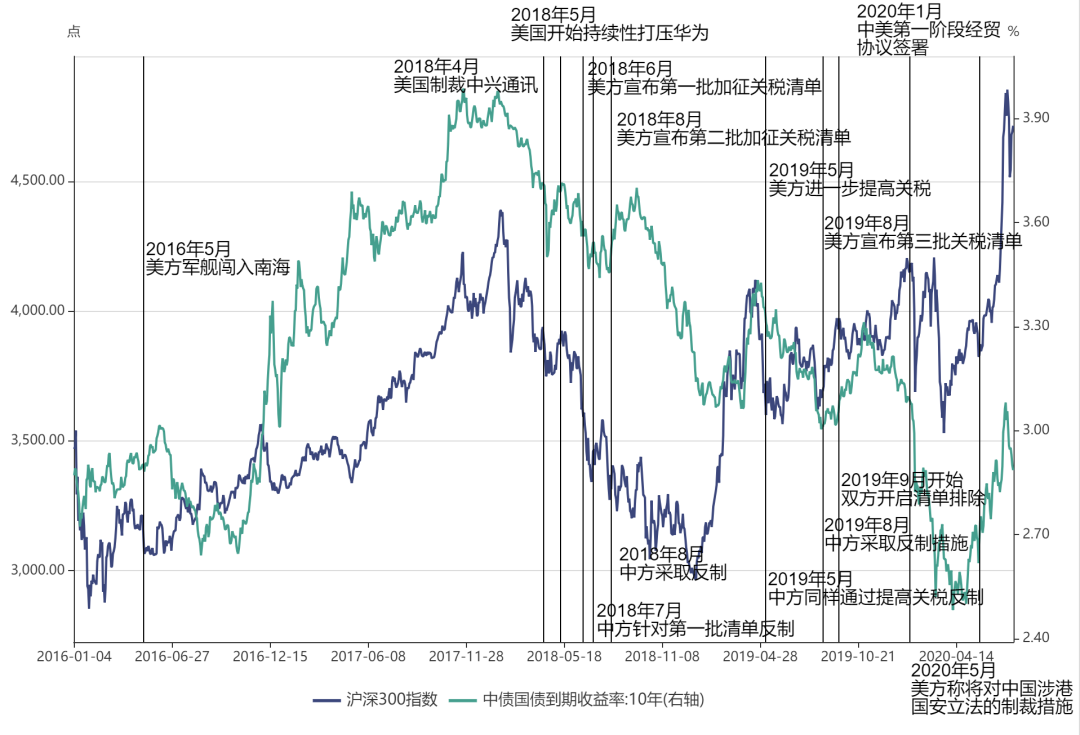 2018年5月
美国开始持续性打压华为
2020年1月
中美第一阶段经贸
协议签署
点
%
2018年4月
美国制裁中兴通讯
2018年6月
美方宣布第一批加征关税清单
2018年8月
美方宣布第二批加征关税清单
3.90
4,500.00
2019年5月
美方进一步提高关税
2019年8月
美方宣布第三批关税清单
3.60
2016年5月
美方军舰闯入南海
4,000.00
3.30
3,500.00
3.00
2019年9月开始
双方开启清单排除
2019年8月
中方采取反制措施
2.70
2018年8月
中方采取反制
3,000.00
2019年5月
中方同样通过提高关税反制
2018年7月
中方针对第一批清单反制
2.40
2016-01-04 2016-06-27 2016-12-15 2017-06-08 2017-11-28 2018-05-18 2018-11-08 2019-04-28 2019-10-21 2020-04-14
2020年5月
美方称将对中国涉港
国安立法的制裁措施
沪深300指数 中债国债到期收益率:10年(右轴)